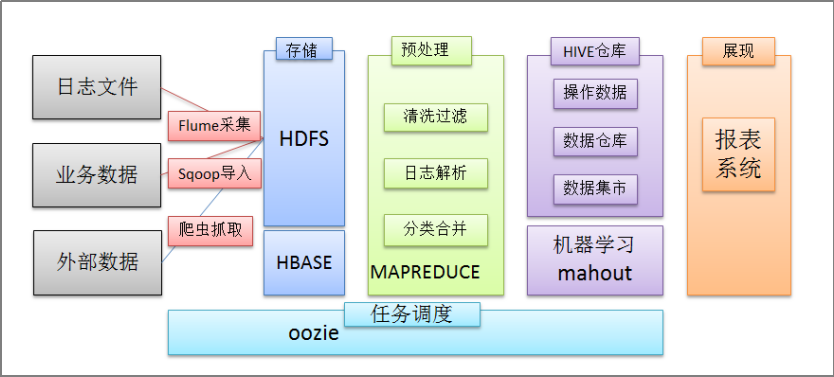 日志文件
业务数据
外部数据
Flume采集
Sqoop导入
爬虫抓取
存储
HDFS
HBASE
预处理
清洗过滤
日志解析
分类合并
MAPREDUCE
HIVE仓库
操作数据
数据仓库
数据集市
机器学习
mahout
展现
报表
系统
任务调度
oozie